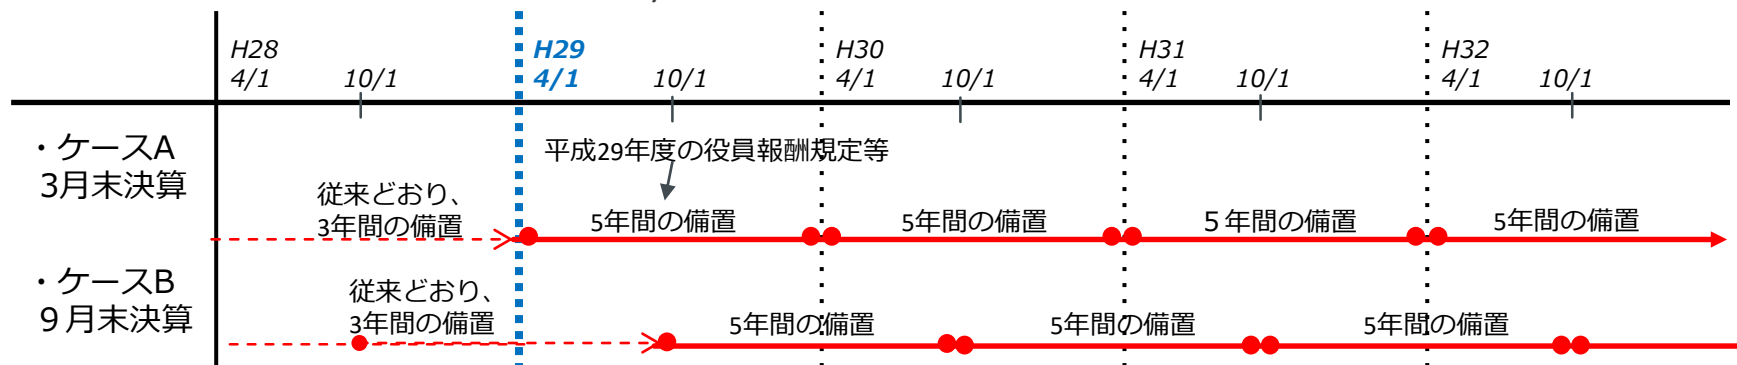 H28
4/1
10/1
H29
4/1
10/1
H30
4/1
10/1
H31
4/1
10/1
H32
4/1
10/1
・ケースA
3月末決算
平成29年度の役員報酬規定等
従来どおり、
3年間の備置
5年間の備置
5年間の備置
５年間の備置
5年間の備置
・ケースB
９月末決算
従来どおり、
3年間の備置
5年間の備置
5年間の備置
5年間の備置